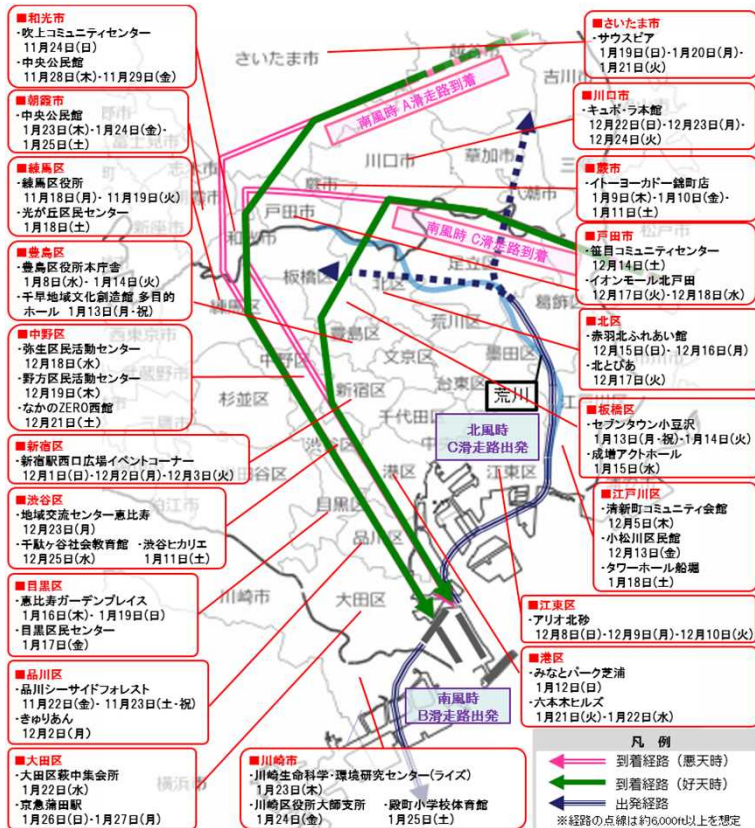 ■和光市
・吹上コミュニティセンター
11月24日(日)
・中央公民館
11月28日(木)・11月29日(金)
■朝霞市
・中央公民館
1月23日(木)・1月24日(金)・
1月25日(土)
■練馬区
・練馬区役所
11月18日(月)・11月19日(火)
・光が丘区民センター
1月18日(土)
■豊島区
・豊島区役所本庁舎
1月8日(水)・1月14日(火)
・千早地域文化創造館 多目的
ホール 1月13日(月・祝)
■中野区
・弥生区民活動センター
12月18日(水)
・野方区民活動センター
12月19日(木)
・なかのZERO西館
12月21日(土)
■新宿区
・新宿駅西口広場イベントコーナー
12月1日(日)・12月2日(月)・12月3日(火)
■渋谷区
・地域交流センター恵比寿
12月23日(月)
・千駄ヶ谷社会教育館 ・渋谷ヒカリエ
12月25日(水) 1月11日(土)
■目黒区
・恵比寿ガーデンプレイス
1月16日(木)・1月19日(日)
・目黒区民センター
1月17日(金)
■品川区
・品川シーサイドフォレスト
11月22日(金)・11月23日(土・祝)
・きゅりあん
12月2日(月)
■大田区
・大田区萩中集会所
1月22日(水)
・京急蒲田駅
1月26日(日)・1月27日(月)
■川崎市
・川崎生命科学・環境研究センター(ライズ)
1月23日(木)
・川崎区役所大師支所 ・殿町小学校体育館
1月24日(金) 1月25日(土)
■さいたま市
・サウスピア
1月19日(日)・1月20日(月)・
1月21日(火)
■川口市
・キュポ・ラ本館
12月22日(日)・12月23日(月)・
12月24日(火)
■蕨市
・イトーヨーカドー錦町店
1月9日(木)・1月10日(金)・
1月11日(土)
■戸田市
・笹目コミュニティセンター
12月14日(土)
・イオンモール北戸田
12月17日(火)・12月18日(水)
■北区
・赤羽北ふれあい館
12月15日(日)・12月16日(月)
・北とぴあ
12月17日(火)
■板橋区
・セブンタウン小豆沢
1月13日(月・祝)・1月14日(火)
・成増アクトホール
1月15日(水)
■江戸川区
・清新町コミュニティ会館
12月5日(木)
・小松川区民館
12月13日(金)
・タワーホール船堀
1月18日(土)
■江東区
・アリオ北砂
12月8日(日)・12月9日(月)・12月10日(火)
■港区
・みなとパーク芝浦
1月12日(日)
・六本木ヒルズ
1月21日(火)・1月22日(水)
さいたま市
越谷市
吉川市
南風時 A滑走路到着
川口市
草加市
八潮市
蕨市
戸田市
和光市
南風時 C滑走路到着
松戸市
新座市
板橋区
北区
足立区
葛飾区
練馬区
豊島区
荒川区
文京区
墨田区
中野区
台東区
杉並区
新宿区
荒川
江戸川区
千代田区
北風時
C滑走路出発
渋谷区
港区
江東区
目黒区
品川区
川崎市
大田区
南風時
B滑走路出発
横浜市
凡 例
到着経路(悪天時)
到着経路(好天時)
出発経路
※経路の点線は約6,000ft以上を想定